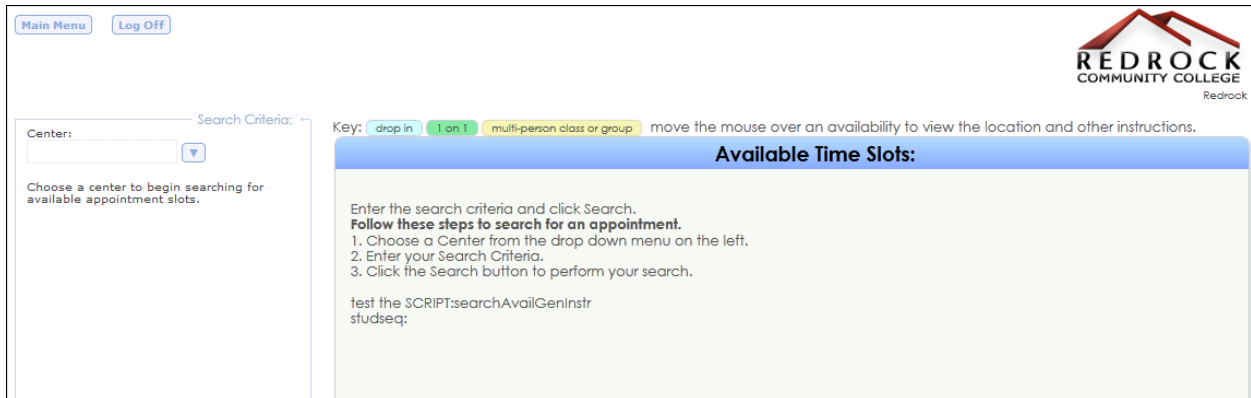 Main Menu Log Off
REDROCK
COMMUNITY COLLEGE
Redrock
Search Criteria:
Center:
Choose a center to begin searching for
available appointment slots.
Key: drop in 1 on 1 multi-person class or group move the mouse over an availability to view the location and other instructions.
Available Time Slots:
Enter the search criteria and click Search.
Follow these steps to search for an appointment.
1. Choose a Center from the drop down menu on the left.
2. Enter your Search Criteria.
3. Click the Search button to perform your search.
test the SCRIPT:searchAvailGenInstr
studseq: